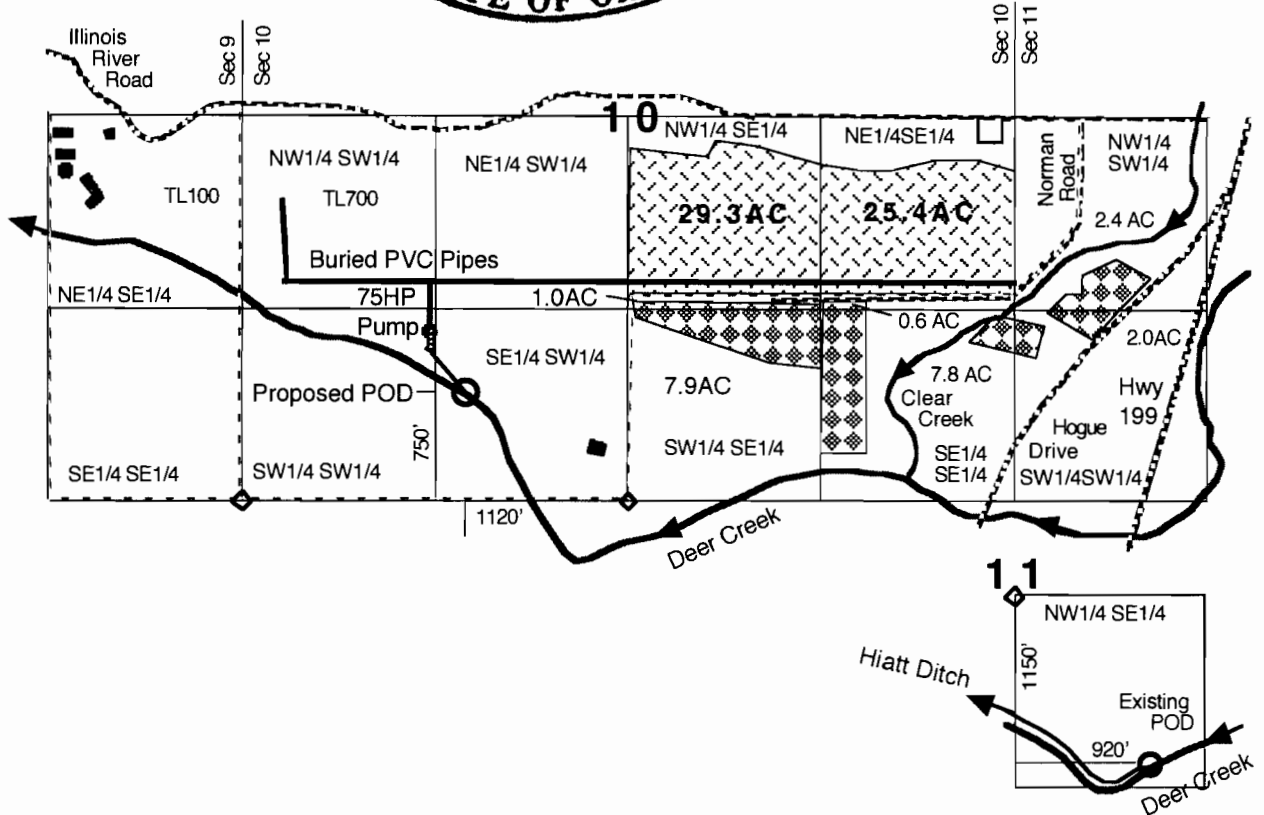 Illinois
River
Road
Sec 9
Sec 10
Sec 10
Sec 11
10
NW1/4 SW1/4
NE1/4 SW1/4
NW1/4 SE1/4
NE1/4SE1/4
Norman
Road
NW1/4
SW1/4
TL100
TL700
29.3AC
25.4AC
2.4 AC
Buried PVC Pipes
NE1/4 SE1/4
75HP
Pump
1.0AC
0.6 AC
2.0AC
SE1/4 SW1/4
7.9AC
7.8 AC
Clear
Creek
Hwy
199
Proposed POD
750'
Hogue
Drive
SE1/4 SE1/4
SW1/4 SW1/4
SW1/4 SE1/4
SE1/4
SE1/4
SW1/4SW1/4
1120'
Deer Creek
11
NW1/4 SE1/4
1150'
Hiatt Ditch
Existing
POD
920'
Deer Creek